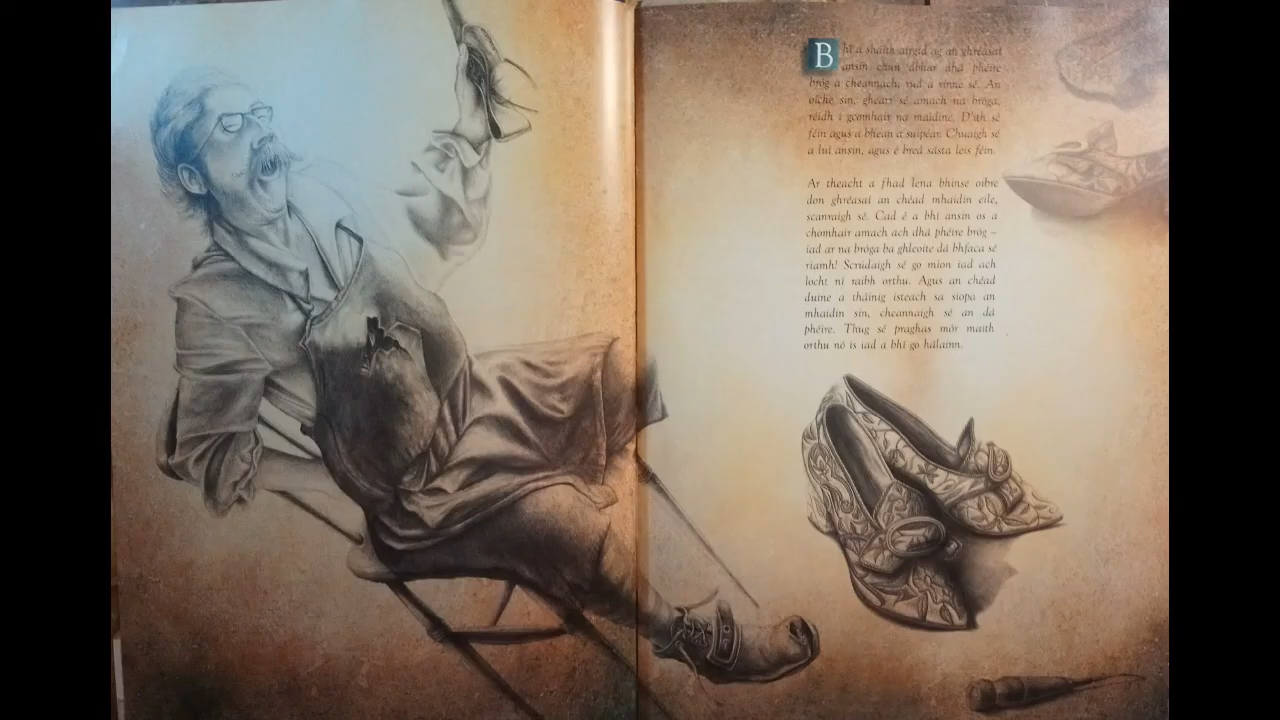 Bhí a sháith airgid ag an ghréasaí
ansin chun ábhar dhá phéire
bróg a cheannach, rud a rinne sé. An
oíche sin, ghearr sé amach na bróga,
réidh i gcomhair na maidine. D'ith sé
féin agus a bhean a suipéar. Chuaigh sé
a luí ansin, agus é breá sásta leis féin.
Ar theacht a fhad lena bhinse oibre
don ghréasaí an chéad mhaidin eile,
scanraigh sé. Cad é a bhí ansin os a
chomhair amach ach dhá phéire bróg –
iad ar na bróga ba ghleoite dá bhfaca sé
riamh! Scrúdaigh sé go mion iad ach
locht ní raibh orthu. Agus an chéad
duine a tháinig isteach sa siopa an
mhaidin sin, cheannaigh sé an dá
phéire. Thug sé praghas mór maith
orthu nó is iad a bhí go hálainn.